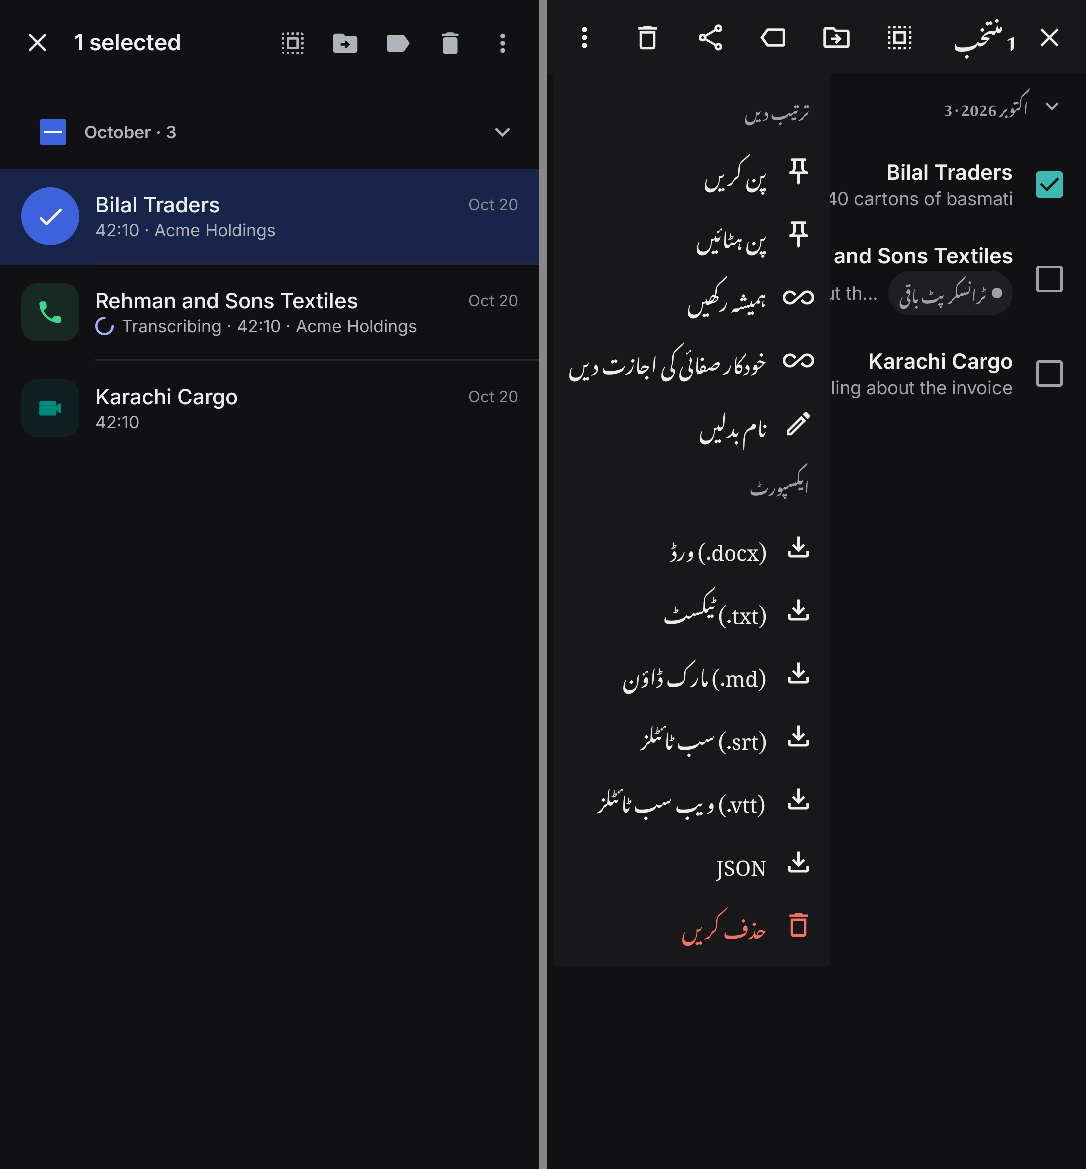 1 selected
October · 3
Bilal Traders
Oct 20
42:10 · Acme Holdings
Rehman and Sons Textiles
Oct 20
Transcribing · 42:10 · Acme Holdings
Karachi Cargo
Oct 20
42:10
1 منتخب
اکتوبر 2026 · 3
Bilal Traders
40 cartons of basmati
and Sons Textiles
ٹرانسکرپٹ باقی
ut th…
Karachi Cargo
ling about the invoice
ترتیب دیں
پن کریں
پن ہٹائیں
ہمیشہ رکھیں
خودکار صفائی کی اجازت دیں
نام بدلیں
ایکسپورٹ
ورڈ (.docx)
ٹیکسٹ (.txt)
مارک ڈاؤن (.md)
سب ٹائٹلز (.srt)
ویب سب ٹائٹلز (.vtt)
JSON
حذف کریں